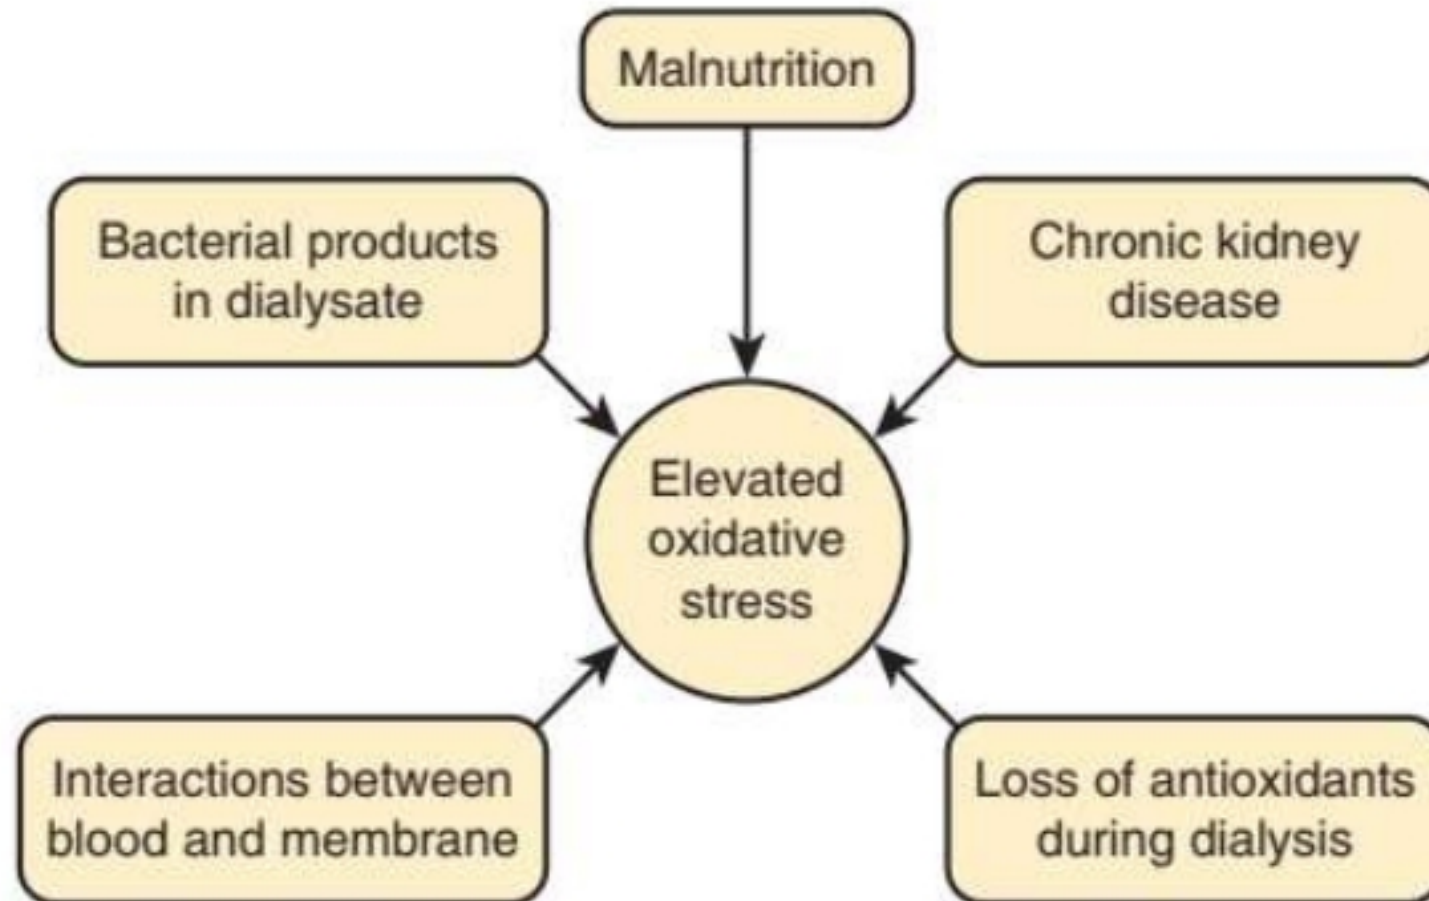 Malnutrition
Bacterial products
in dialysate
Chronic kidney
disease
Elevated
oxidative
stress
Interactions between
blood and membrane
Loss of antioxidants
during dialysis